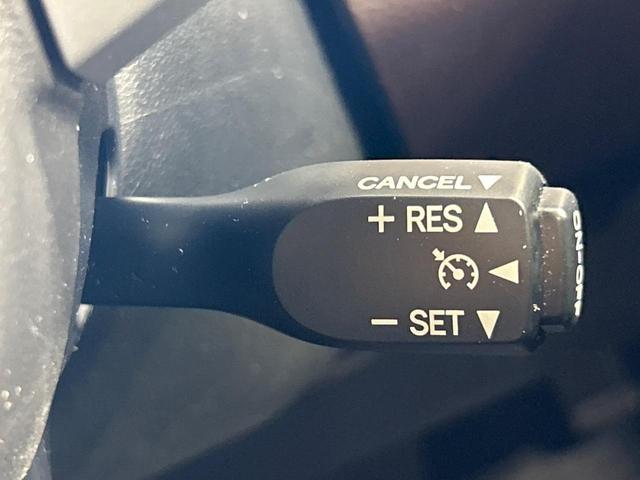 CANCEL ▼
+ RES ▲
◀
− SET ▼
ON-OFF